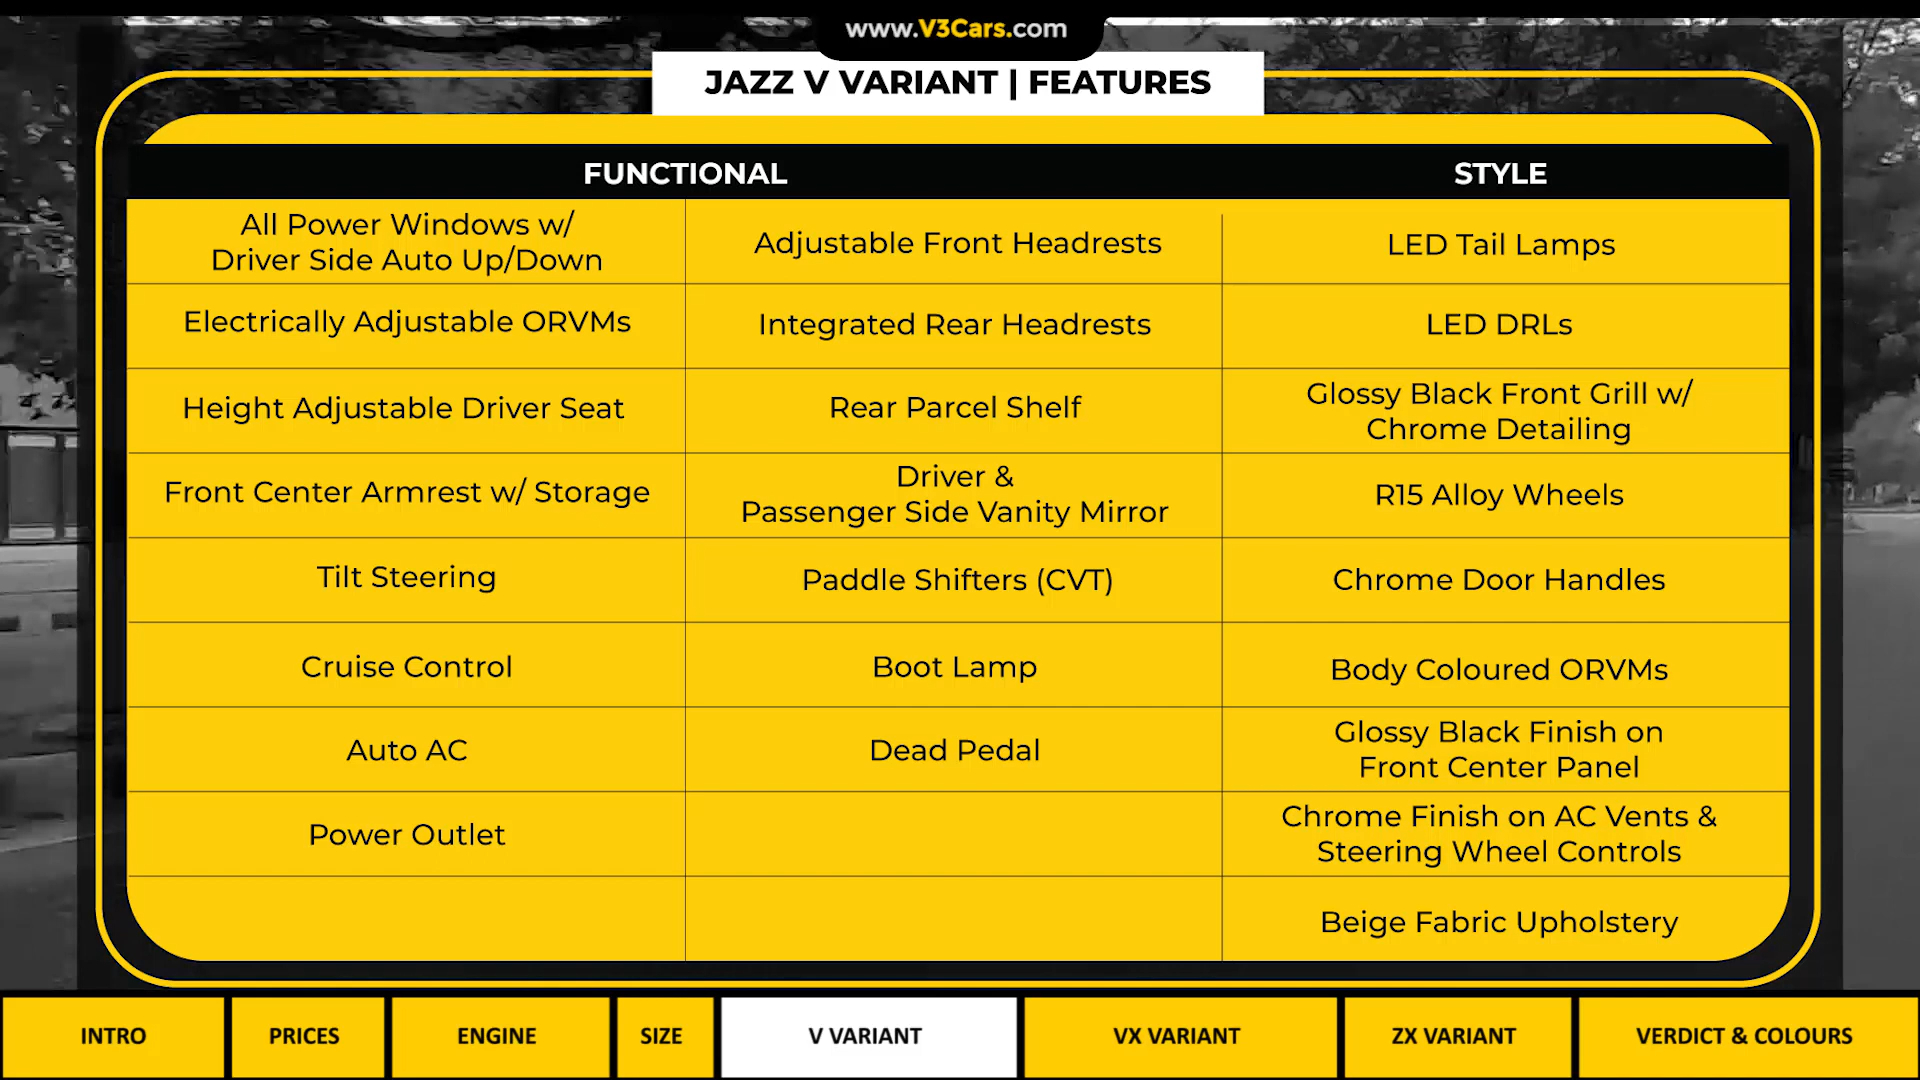 www.V3Cars.com
JAZZ V VARIANT | FEATURES
FUNCTIONAL
STYLE
All Power Windows w/
Driver Side Auto Up/Down
Adjustable Front Headrests
LED Tail Lamps
Electrically Adjustable ORVMs
Integrated Rear Headrests
LED DRLs
Height Adjustable Driver Seat
Rear Parcel Shelf
Glossy Black Front Grill w/
Chrome Detailing
Front Center Armrest w/ Storage
Driver &
Passenger Side Vanity Mirror
R15 Alloy Wheels
Tilt Steering
Paddle Shifters (CVT)
Chrome Door Handles
Cruise Control
Boot Lamp
Body Coloured ORVMs
Auto AC
Dead Pedal
Glossy Black Finish on
Front Center Panel
Power Outlet
Chrome Finish on AC Vents &
Steering Wheel Controls
Beige Fabric Upholstery
INTRO
PRICES
ENGINE
SIZE
V VARIANT
VX VARIANT
ZX VARIANT
VERDICT & COLOURS